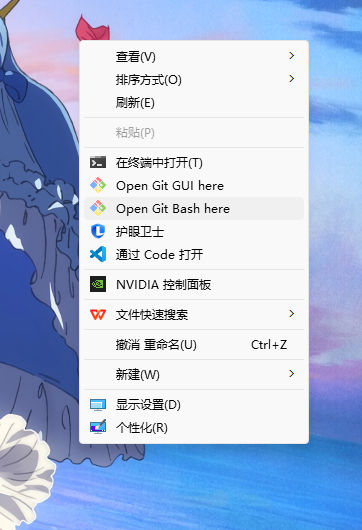 查看(V)
排序方式(O)
刷新(E)
粘贴(P)
在终端中打开(T)
Open Git GUI here
Open Git Bash here
护眼卫士
通过 Code 打开
NVIDIA 控制面板
文件快速搜索
撤消 重命名(U) Ctrl+Z
新建(W)
显示设置(D)
个性化(R)